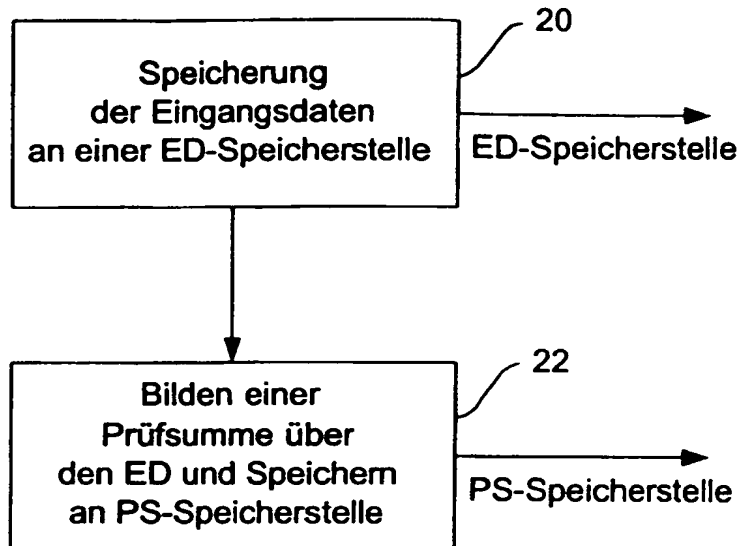 20
Speicherung
der Eingangsdaten
an einer ED-Speicherstelle
ED-Speicherstelle
22
Bilden einer
Prüfsumme über
den ED und Speichern
an PS-Speicherstelle
PS-Speicherstelle